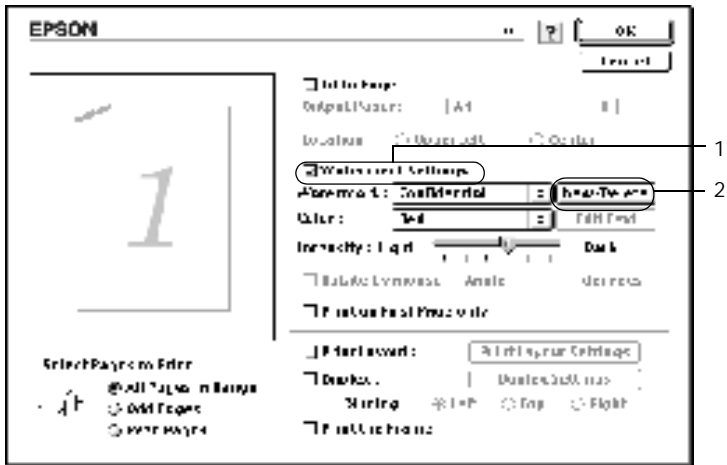 EPSON ? OK
Cancel
Fit to Page
Output Paper: A4
Location Upper Left Center
1
Watermark Settings
Watermark: Confidential New/Delete 2
Color: Red Edit Text
Intensity: Light Dark
Rotate by mouse Angle degrees
Print on First Page only
Print Layout: Print Layout Settings
Select Pages to Print
Duplex: Duplex Settings
All Pages in Range
Binding Left Top Right
Odd Pages
Even Pages
Print Use Frame
1